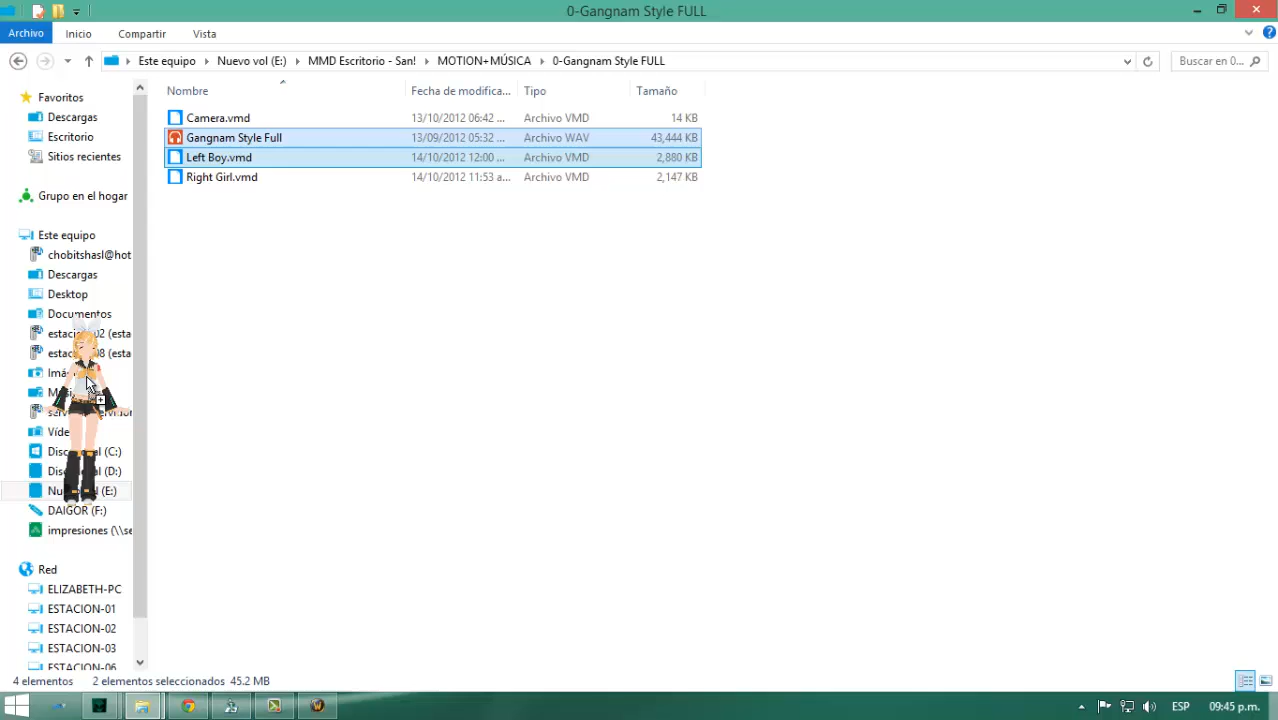 0-Gangnam Style FULL
Archivo Inicio Compartir Vista
Este equipo Nuevo vol (E:) MMD Escritorio - San! MOTION+MÚSICA 0-Gangnam Style FULL Buscar en 0...
Nombre Fecha de modifica... Tipo Tamaño
Camera.vmd 13/10/2012 06:42 ... Archivo VMD 14 KB
Gangnam Style Full 13/09/2012 05:32 ... Archivo WAV 43,444 KB
Left Boy.vmd 14/10/2012 12:00 ... Archivo VMD 2,880 KB
Right Girl.vmd 14/10/2012 11:53 a... Archivo VMD 2,147 KB
Favoritos
Descargas
Escritorio
Sitios recientes
Grupo en el hogar
Este equipo
chobitshasl@hot
Descargas
Desktop
Documentos
(esta
(esta
(C:)
(D:)
(E:)
DAIGOR (F:)
impresiones (\\se
Red
ELIZABETH-PC
ESTACION-01
ESTACION-02
ESTACION-03
ESTACION-06
4 elementos 2 elementos seleccionados 45.2 MB
ESP 09:45 p.m.